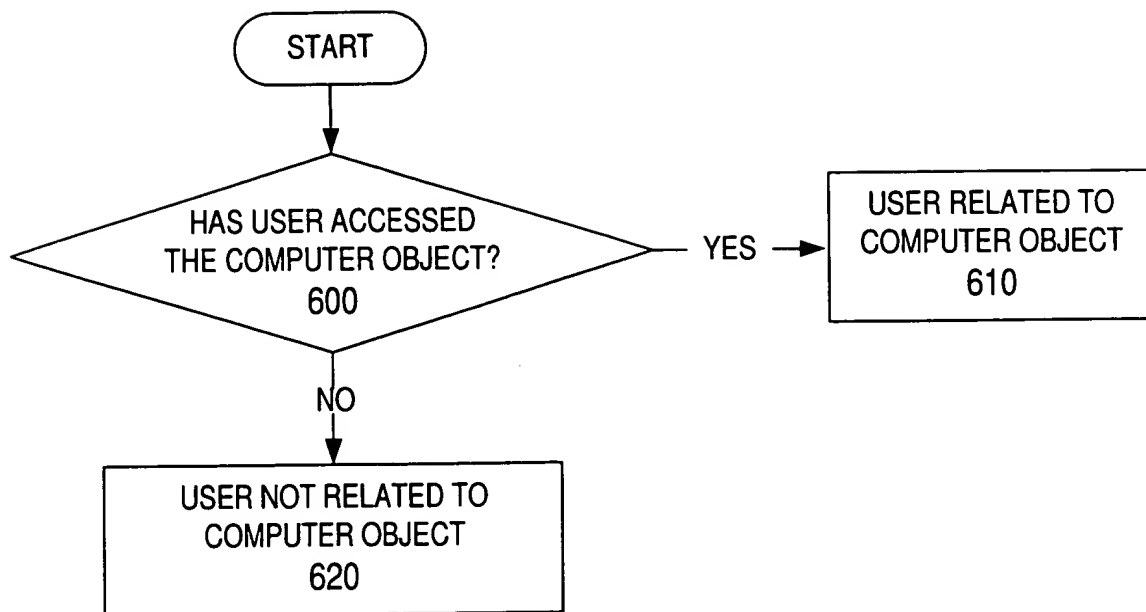 START
HAS USER ACCESSED
THE COMPUTER OBJECT?
600
YES
USER RELATED TO
COMPUTER OBJECT
610
NO
USER NOT RELATED TO
COMPUTER OBJECT
620